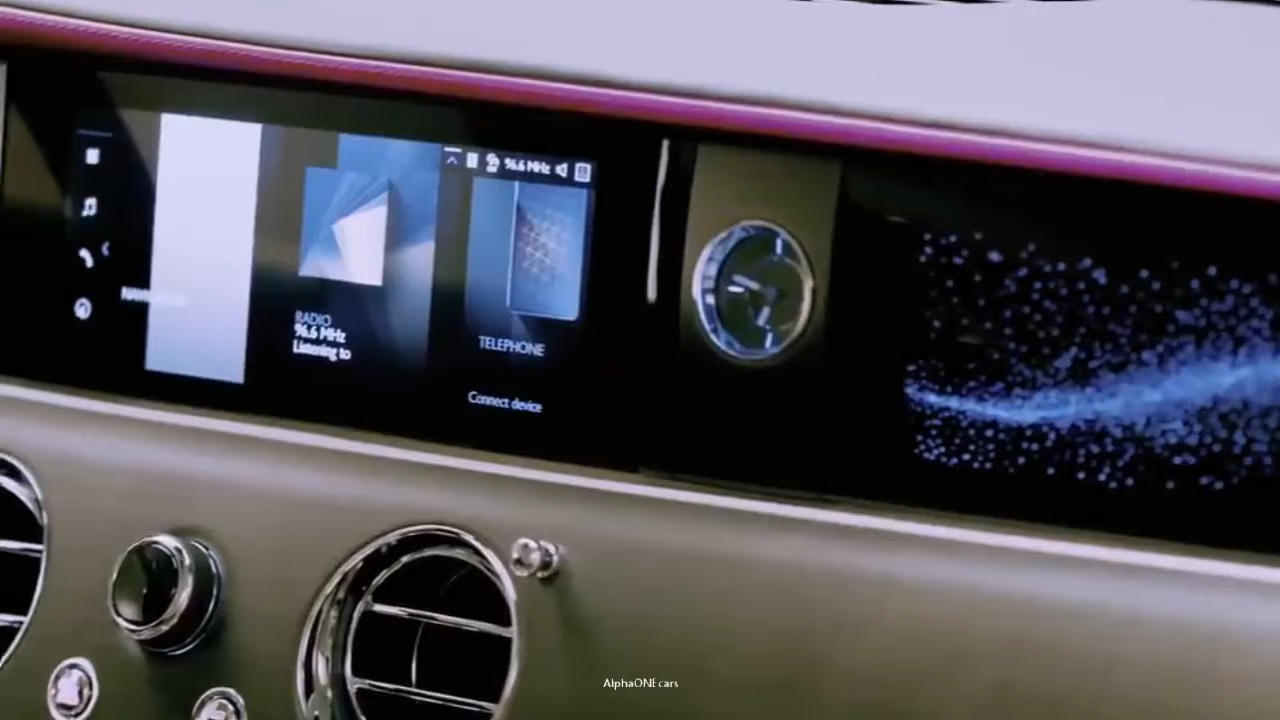 96.6 MHz
RADIO
96.6 MHz
Listening to
TELEPHONE
Connect device
AlphaONE cars